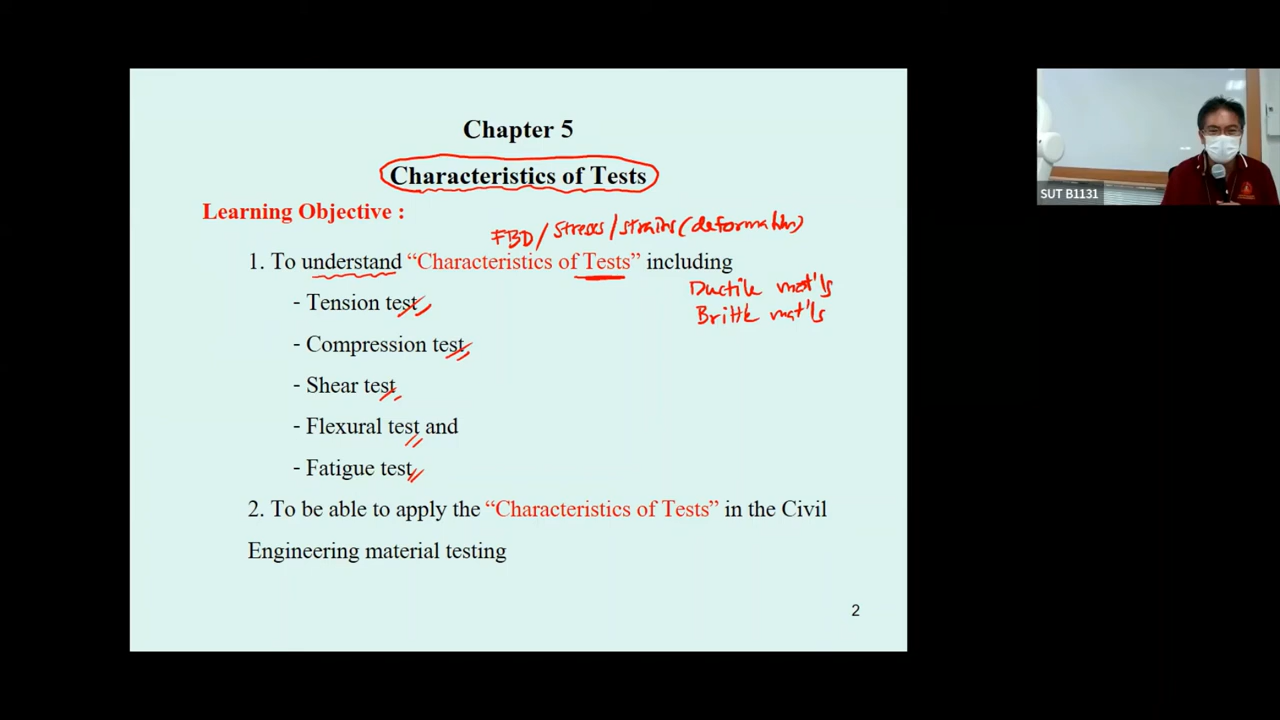 Chapter 5
Characteristics of Tests
Learning Objective :
FBD / stresses / strains (deformation)
1. To understand “Characteristics of Tests” including
Ductile mat'ls
- Tension test
Brittle mat'ls
- Compression test
- Shear test
- Flexural test and
- Fatigue test
2. To be able to apply the “Characteristics of Tests” in the Civil
Engineering material testing
2
SUT B1131